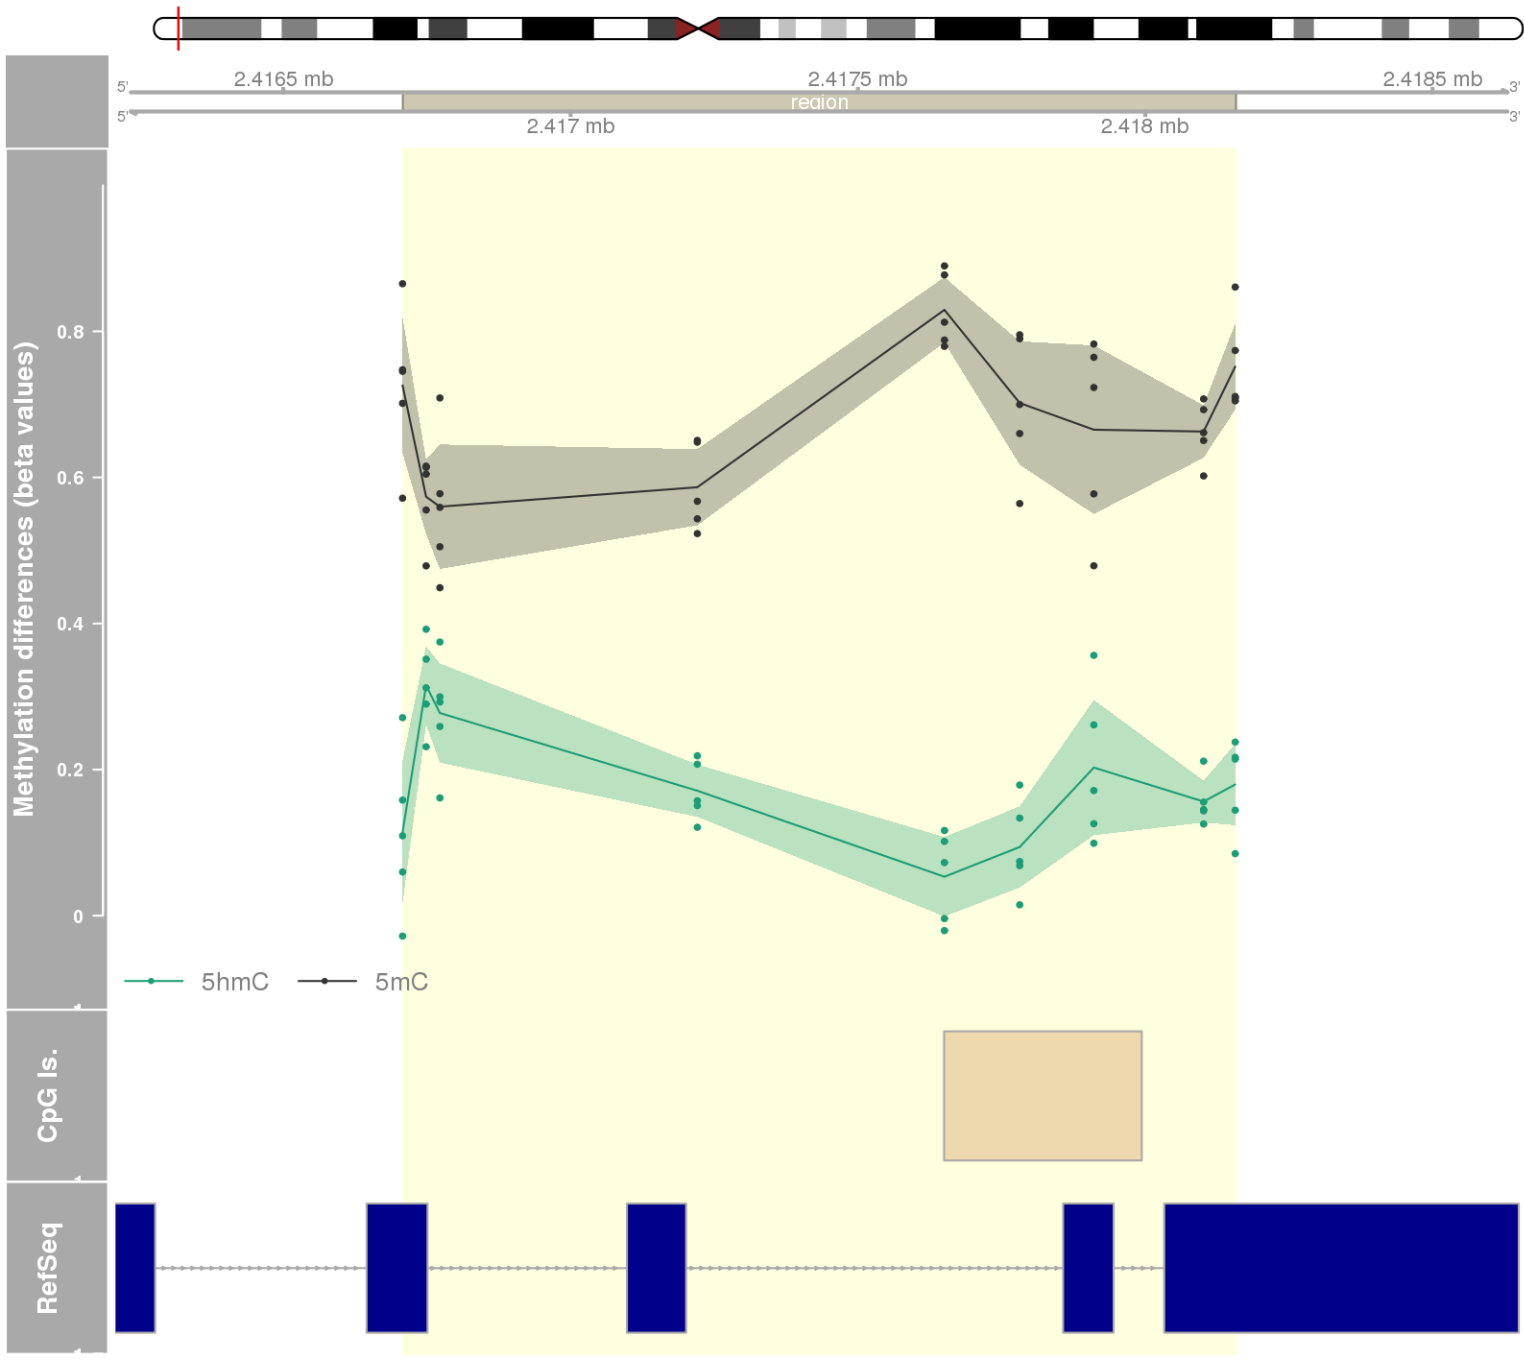 2.4165 mb
2.4175 mb
2.4185 mb
5'
3'
region
5'
3'
2.417 mb
2.418 mb
Methylation differences (beta values)
0.8
0.6
0.4
0.2
0
5hmC
5mC
CpG Is.
RefSeq